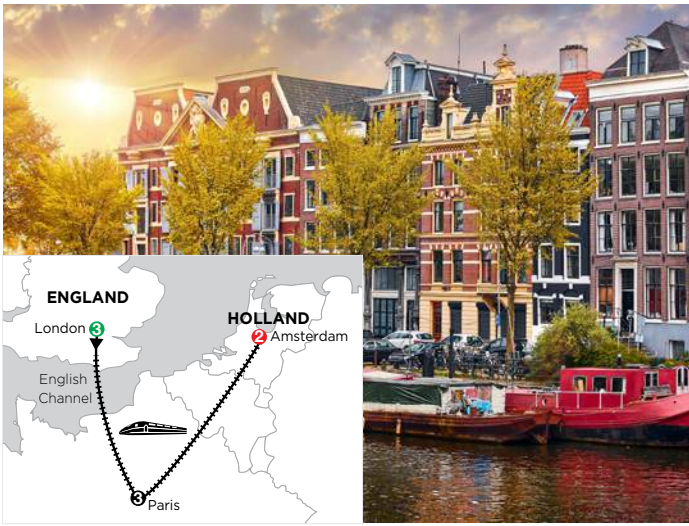 ENGLAND
London 3
HOLLAND
2 Amsterdam
English
Channel
3 Paris